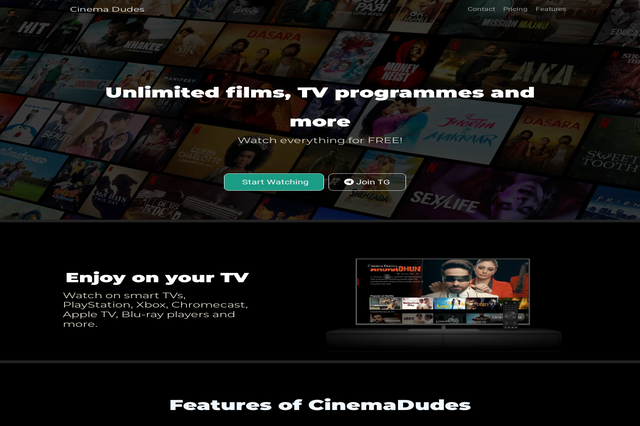 Cinema Dudes
Contact Pricing Features
HIT
KHAKEE
DASARA
PARI
MISSION MAJNU
MONEY HEIST
DASARA
AKA
Unlimited films, TV programmes and
more
Watch everything for FREE!
Start Watching
Join TG
SWEET TOOTH
SEX/LIFE
Enjoy on your TV
Watch on smart TVs,
PlayStation, Xbox, Chromecast,
Apple TV, Blu-ray players and
more.
Features of CinemaDudes